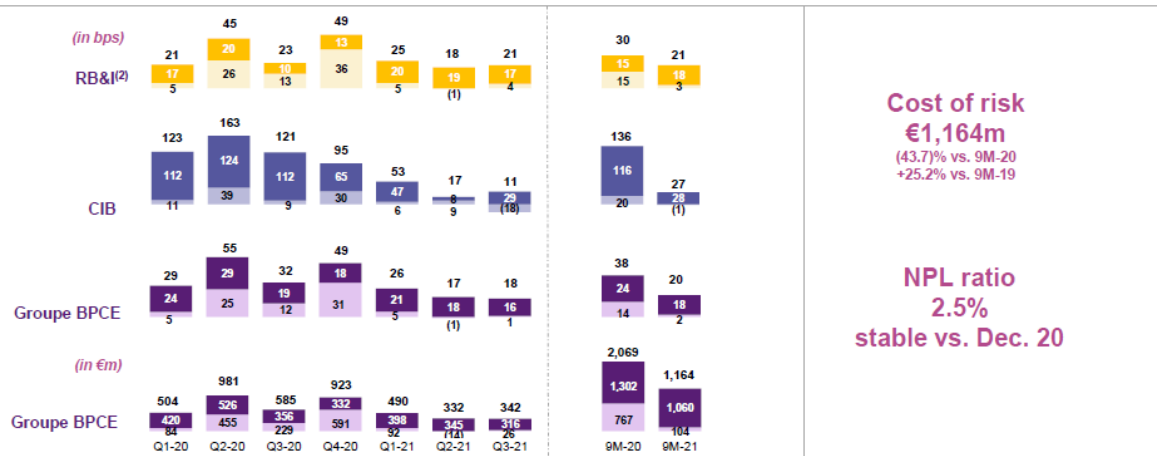 (in bps)
RB&I(2)
21 45 23 49 25 18 21 30 21
17 20 10 13 20 19 17 15 18
5 26 13 36 5 (1) 4 15 3
CIB
123 163 121 95 53 17 11 136 27
112 124 112 65 47 8 29 116 28
11 39 9 30 6 9 (18) 20 (1)
Groupe BPCE
29 55 32 49 26 17 18 38 20
24 29 19 18 21 18 16 24 18
5 25 12 31 5 (1) 1 14 2
(in €m)
Groupe BPCE
504 981 585 923 490 332 342 2,069 1,164
420 526 356 332 398 345 316 1,302 1,060
84 455 229 591 92 (14) 26 767 104
Q1-20 Q2-20 Q3-20 Q4-20 Q1-21 Q2-21 Q3-21 9M-20 9M-21
Cost of risk
€1,164m
(43.7)% vs. 9M-20
+25.2% vs. 9M-19
NPL ratio
2.5%
stable vs. Dec. 20